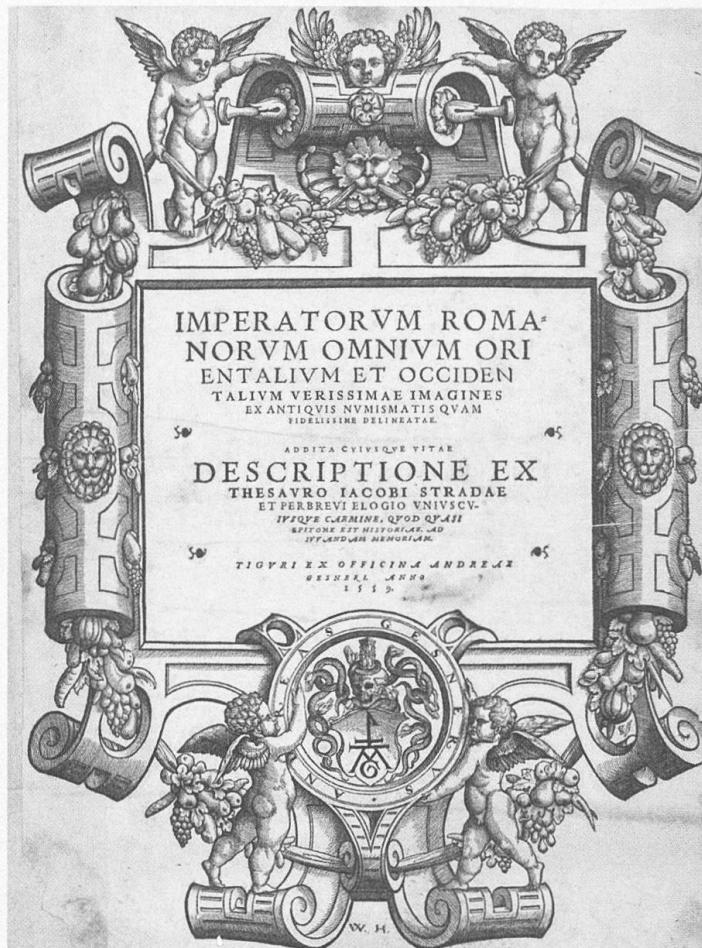 IMPERATORVM ROMA⸗
NORVM OMNIVM ORI
ENTALIVM ET OCCIDEN
TALIVM VERISSIMAE IMAGINES
EX ANTIQVIS NVMISMATIS QVAM
FIDELISSIME DELINEATAE.
ADDITA CVIVSQVE VITAE
DESCRIPTIONE EX
THESAVRO IACOBI STRADAE
ET PERBREVI ELOGIO VNIVSCV-
IVSQVE CARMINE, QVOD QVASI
EPITOME EST HISTORIAE, AD
IVVANDAM MEMORIAM.
TIGVRI EX OFFICINA ANDREAE
GESNERI. ANNO
1559.
GESNERVS
W. H.